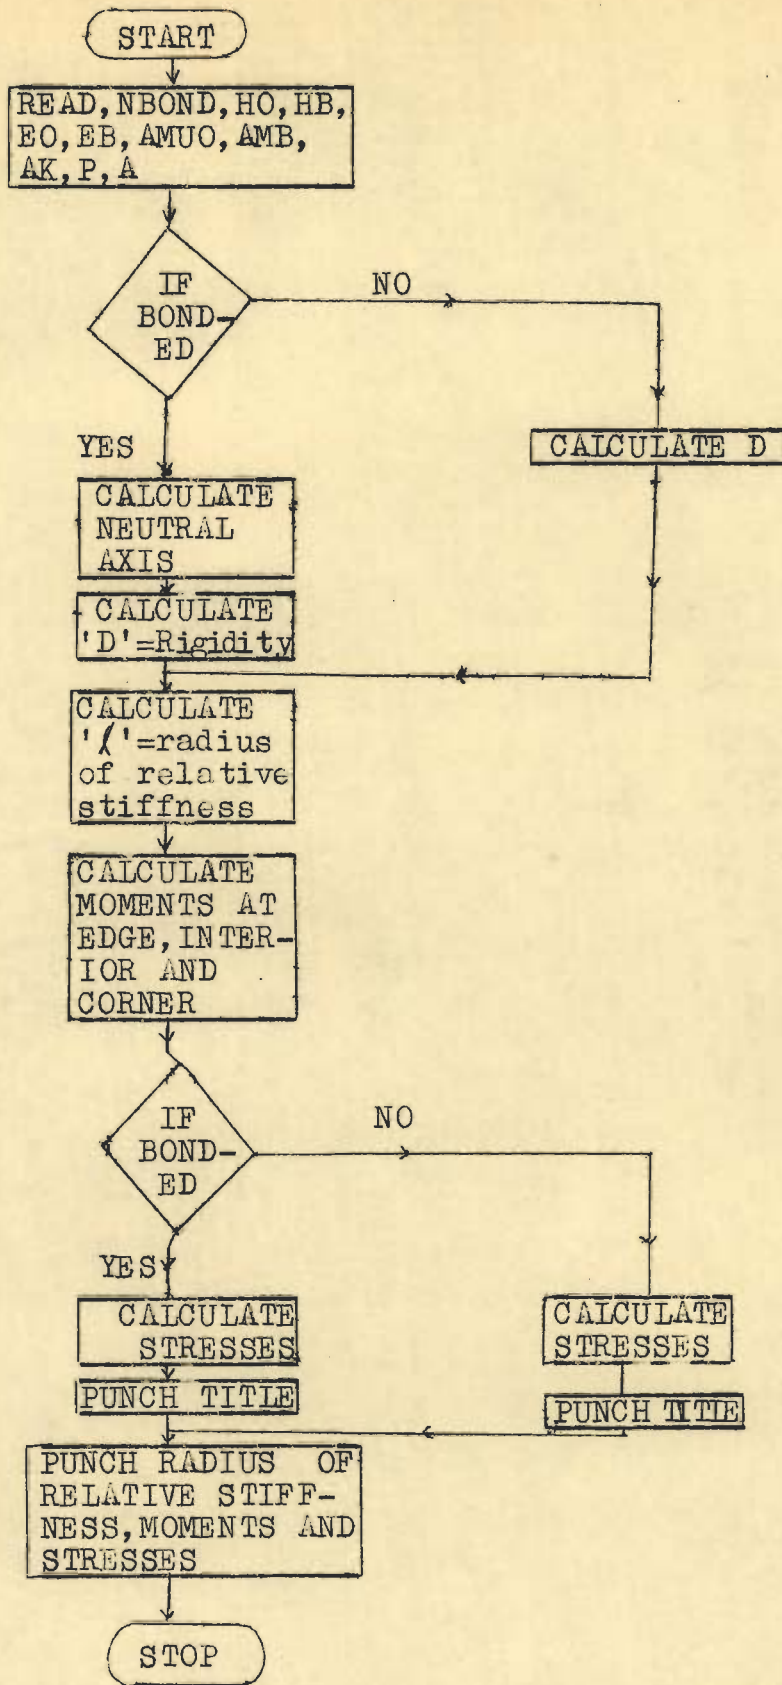 START
READ, NBOND, HO, HB,
EO, EB, AMUO, AMB,
AK, P, A
IF
BOND-
ED
NO
YES
CALCULATE D
CALCULATE
NEUTRAL
AXIS
CALCULATE
'D'=Rigidity
CALCULATE
'ℓ'=radius
of relative
stiffness
CALCULATE
MOMENTS AT
EDGE, INTER-
IOR AND
CORNER
IF
BOND-
ED
NO
YES
CALCULATE
STRESSES
CALCULATE
STRESSES
PUNCH TITLE
PUNCH TITIE
PUNCH RADIUS OF
RELATIVE STIFF-
NESS, MOMENTS AND
STRESSES
STOP